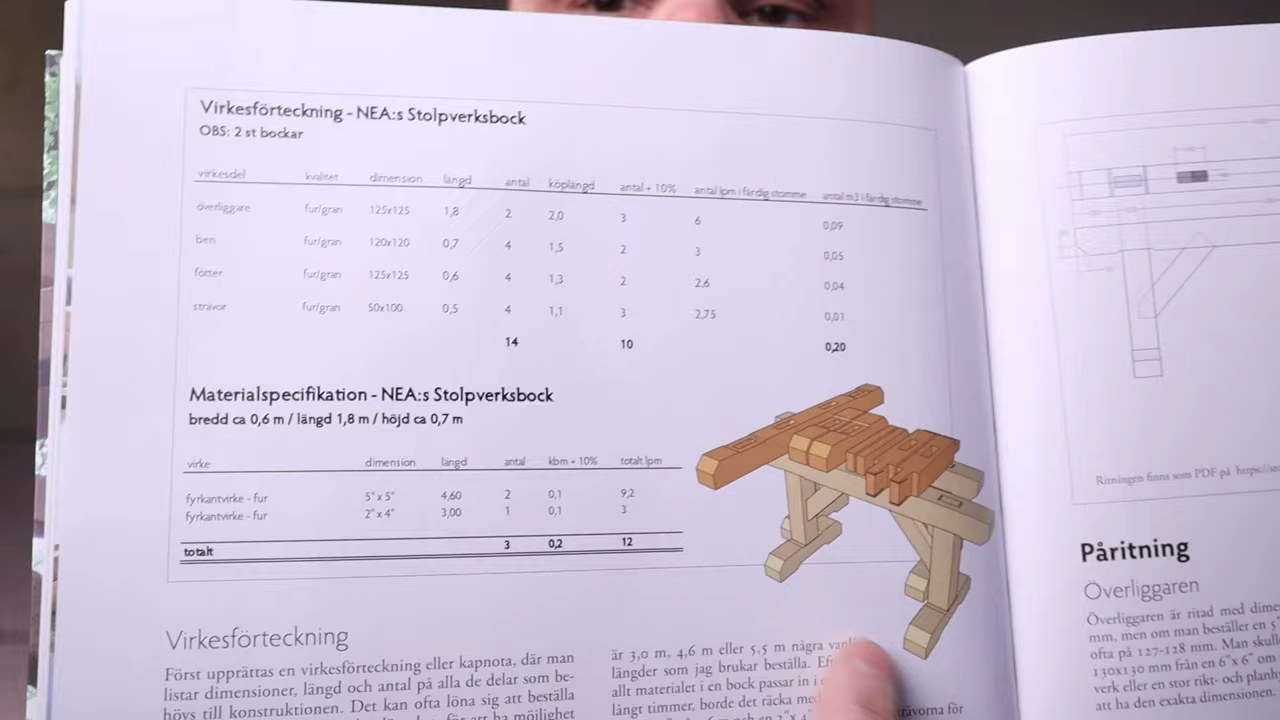 Virkesförteckning - NEA:s Stolpverksbock
OBS: 2 st bockar
virkesdel kvalitet dimension längd antal köplängd antal + 10% antal lpm i färdig stomme antal m3 i färdig stomme
överliggare fur/gran 125x125 1,8 2 2,0 3 6 0,09
ben fur/gran 120x120 0,7 4 1,5 2 3 0,05
fötter fur/gran 125x125 0,6 4 1,3 2 2,6 0,04
strävor fur/gran 50x100 0,5 4 1,1 3 2,75 0,01
14 10 0,20
Materialspecifikation - NEA:s Stolpverksbock
bredd ca 0,6 m / längd 1,8 m / höjd ca 0,7 m
virke dimension längd antal kbm + 10% totalt lpm
fyrkantvirke - fur 5" x 5" 4,60 2 0,1 9,2
fyrkantvirke - fur 2" x 4" 3,00 1 0,1 3
totalt 3 0,2 12
Virkesförteckning
Först upprättas en virkesförteckning eller kapnota, där man
listar dimensioner, längd och antal på alla de delar som be-
hövs till konstruktionen. Det kan ofta löna sig att beställa
är 3,0 m, 4,6 m eller 5,5 m några
längder som jag brukar beställa.
allt materialet i en bock passar in i
långt timmer, borde det räcka
strävorna för
Ritningen finns som PDF på
Påritning
Överliggaren
Överliggaren är ritad med
mm, men om man beställer en 5"
ofta på 127-128 mm. Man
130x130 mm från en 6"x 6" om
verk eller en stor rikt- och
att ha den exakta dimensionen.